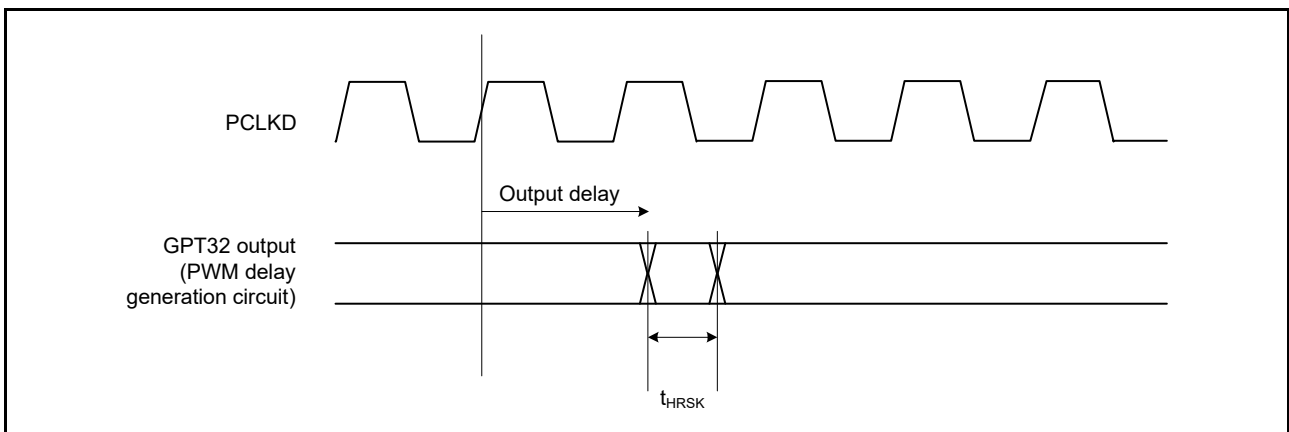 PCLKD
Output delay
GPT32 output
(PWM delay
generation circuit)
tHRSK